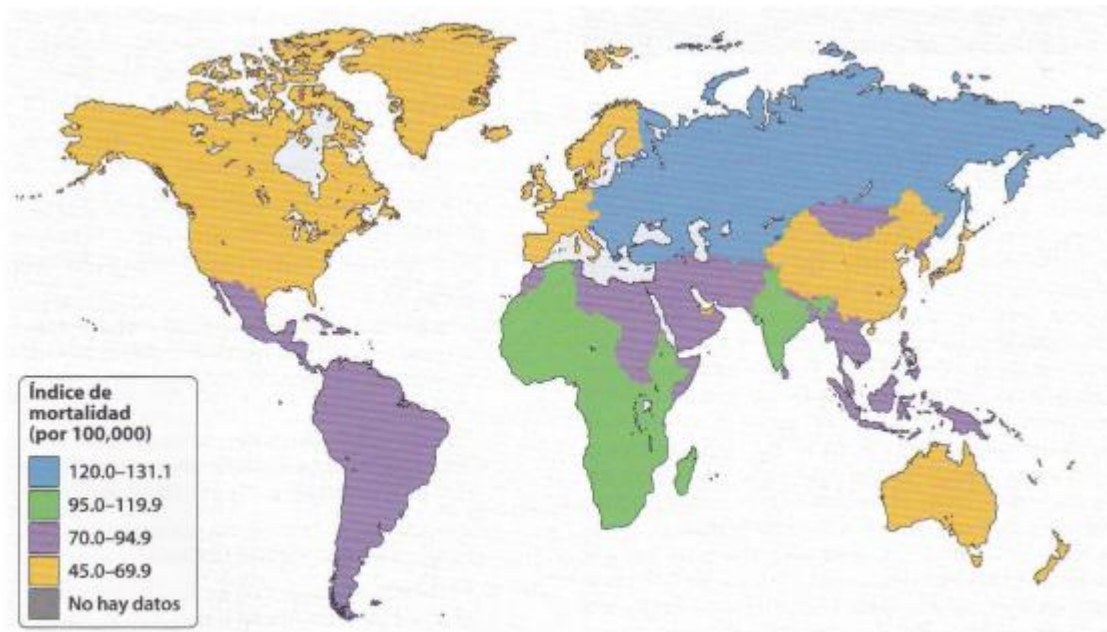 Índice de
mortalidad
(por 100,000)
120.0–131.1
95.0–119.9
70.0–94.9
45.0–69.9
No hay datos